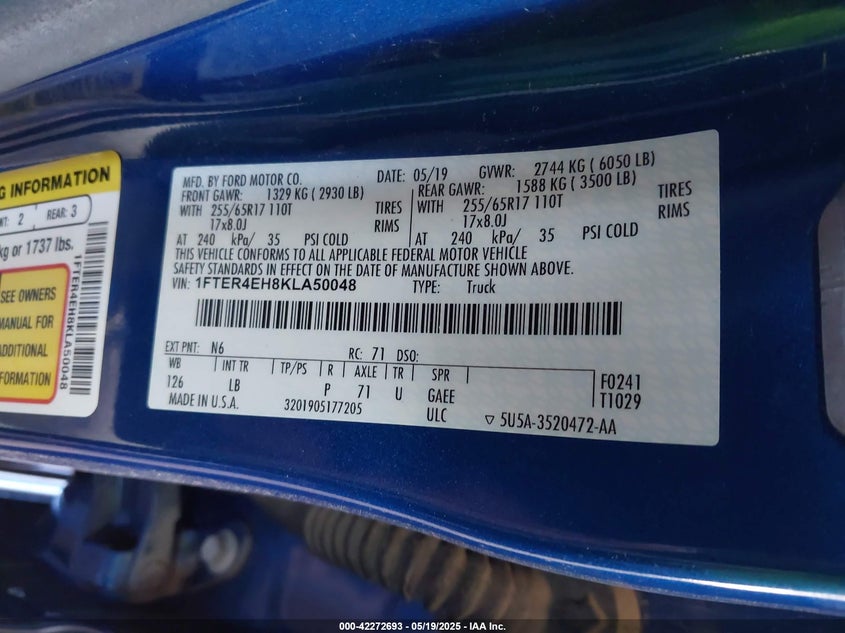 G INFORMATION
NT: 2 REAR: 3
kg or 1737 lbs.
SEE OWNERS
MANUAL FOR
ADDITIONAL
INFORMATION
1FTER4EH8KLA50048
MFD. BY FORD MOTOR CO. DATE: 05/19 GVWR: 2744 KG ( 6050 LB)
FRONT GAWR: 1329 KG ( 2930 LB) REAR GAWR: 1588 KG ( 3500 LB)
WITH 255/65R17 110T TIRES WITH 255/65R17 110T TIRES
17x8.0J RIMS 17x8.0J RIMS
AT 240 kPa/ 35 PSI COLD AT 240 kPa/ 35 PSI COLD
THIS VEHICLE CONFORMS TO ALL APPLICABLE FEDERAL MOTOR VEHICLE
SAFETY STANDARDS IN EFFECT ON THE DATE OF MANUFACTURE SHOWN ABOVE.
VIN: 1FTER4EH8KLA50048 TYPE: Truck
EXT PNT: N6 RC: 71 DSO:
WB INT TR TP/PS R AXLE TR SPR
126 LB P 71 U GAEE F0241
ULC T1029
MADE IN U.S.A. 3201905177205 ▽ 5U5A-3520472-AA
000-42272693 - 05/19/2025 - IAA Inc.